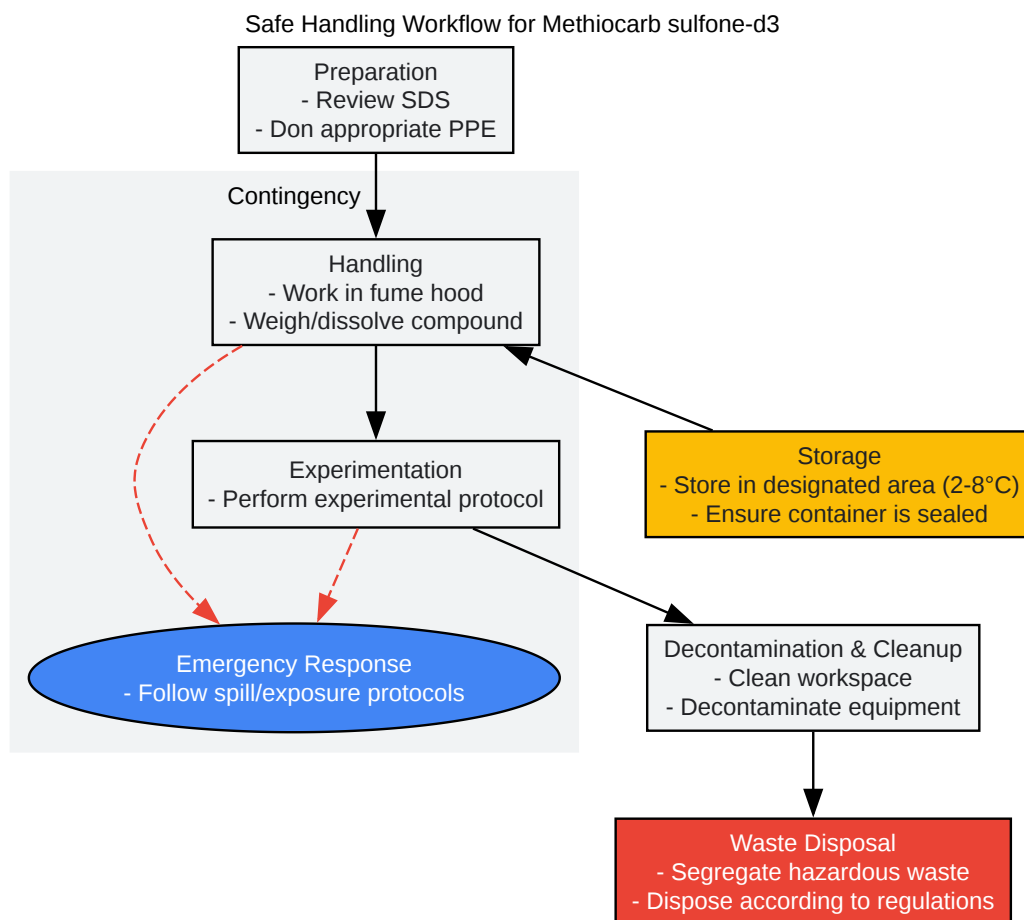 Safe Handling Workflow for Methiocarb sulfone-d3
Preparation
- Review SDS
- Don appropriate PPE
Contingency
Handling
- Work in fume hood
- Weigh/dissolve compound
Experimentation
- Perform experimental protocol
Storage
- Store in designated area (2-8°C)
- Ensure container is sealed
Emergency Response
- Follow spill/exposure protocols
Decontamination & Cleanup
- Clean workspace
- Decontaminate equipment
Waste Disposal
- Segregate hazardous waste
- Dispose according to regulations